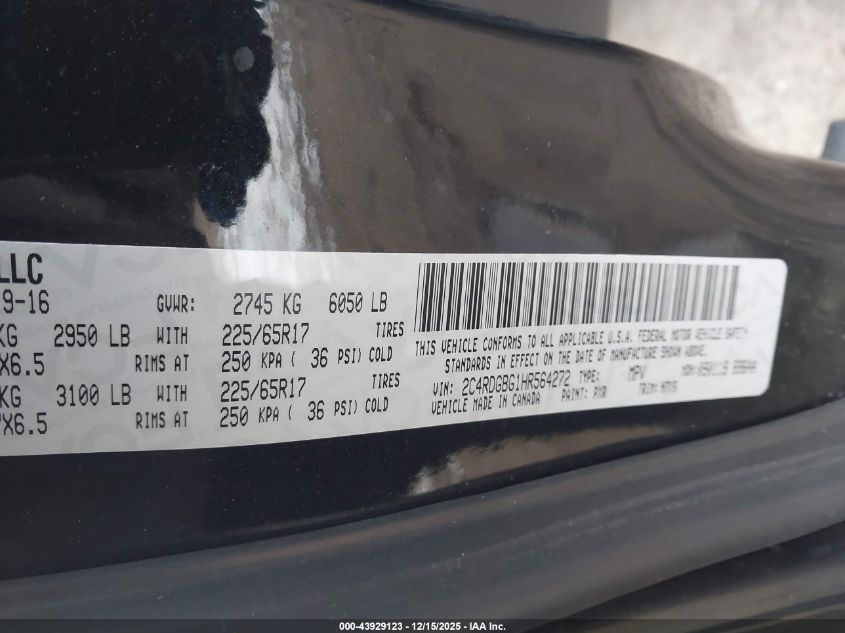 LLC
9-16 GVWR: 2745 KG 6050 LB
KG 2950 LB WITH 225/65R17 TIRES
X6.5 RIMS AT 250 KPA ( 36 PSI) COLD
KG 3100 LB WITH 225/65R17 TIRES
X6.5 RIMS AT 250 KPA ( 36 PSI) COLD
THIS VEHICLE CONFORMS TO ALL APPLICABLE U.S.A. FEDERAL MOTOR VEHICLE SAFETY
STANDARDS IN EFFECT ON THE DATE OF MANUFACTURE SHOWN ABOVE.
VIN: 2C4RDGBG1HR564272 TYPE: MPV MDH:
VEHICLE MADE IN CANADA PAINT: PXR TRIM:
000-43929123 - 12/15/2025 - IAA Inc.